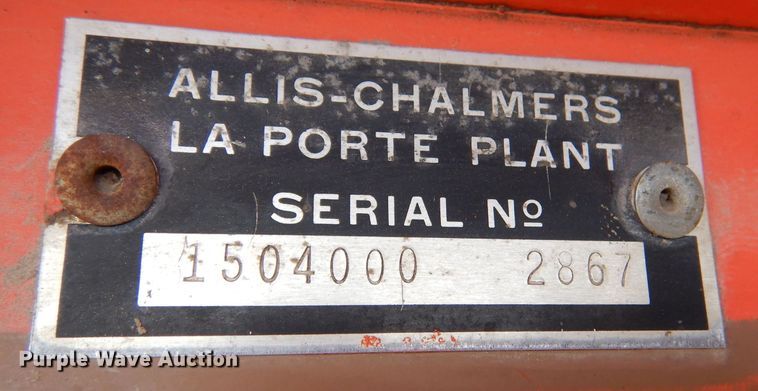 ALLIS-CHALMERS
LA PORTE PLANT
SERIAL Nº
1504000 2867
Purple Wave Auction